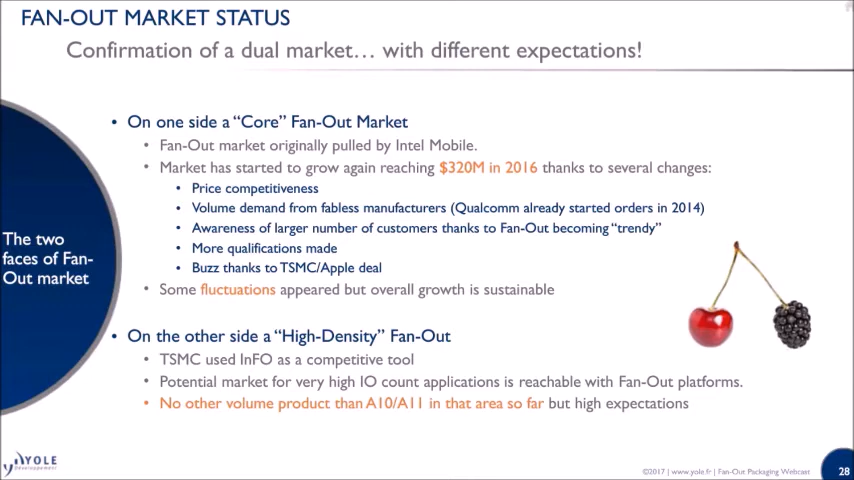 FAN-OUT MARKET STATUS
Confirmation of a dual market… with different expectations!
The two
faces of Fan-
Out market
• On one side a “Core” Fan-Out Market
• Fan-Out market originally pulled by Intel Mobile.
• Market has started to grow again reaching $320M in 2016 thanks to several changes:
• Price competitiveness
• Volume demand from fabless manufacturers (Qualcomm already started orders in 2014)
• Awareness of larger number of customers thanks to Fan-Out becoming “trendy”
• More qualifications made
• Buzz thanks to TSMC/Apple deal
• Some fluctuations appeared but overall growth is sustainable
• On the other side a “High-Density” Fan-Out
• TSMC used InFO as a competitive tool
• Potential market for very high IO count applications is reachable with Fan-Out platforms.
• No other volume product than A10/A11 in that area so far but high expectations
YOLE
Développement
©2017 | www.yole.fr | Fan-Out Packaging Webcast
28